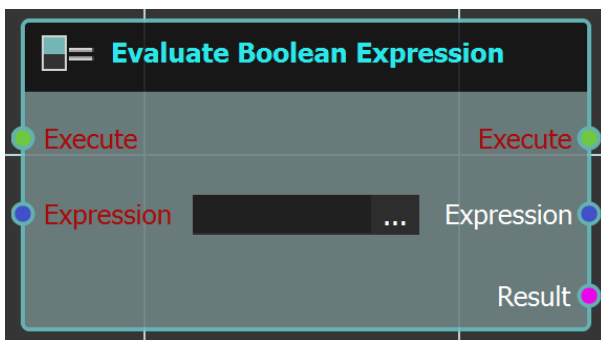 Evaluate Boolean Expression
Execute Execute
Expression ... Expression
Result